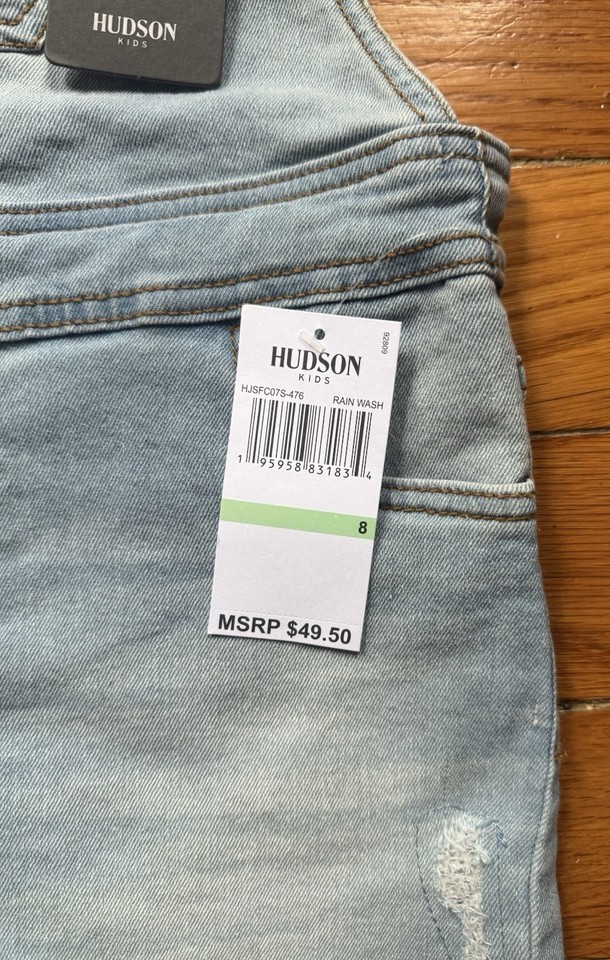 HUDSON
KIDS
92809
HUDSON
KIDS
HJSFC07S-476 RAIN WASH
1 95958 83183 4
8
MSRP $49.50